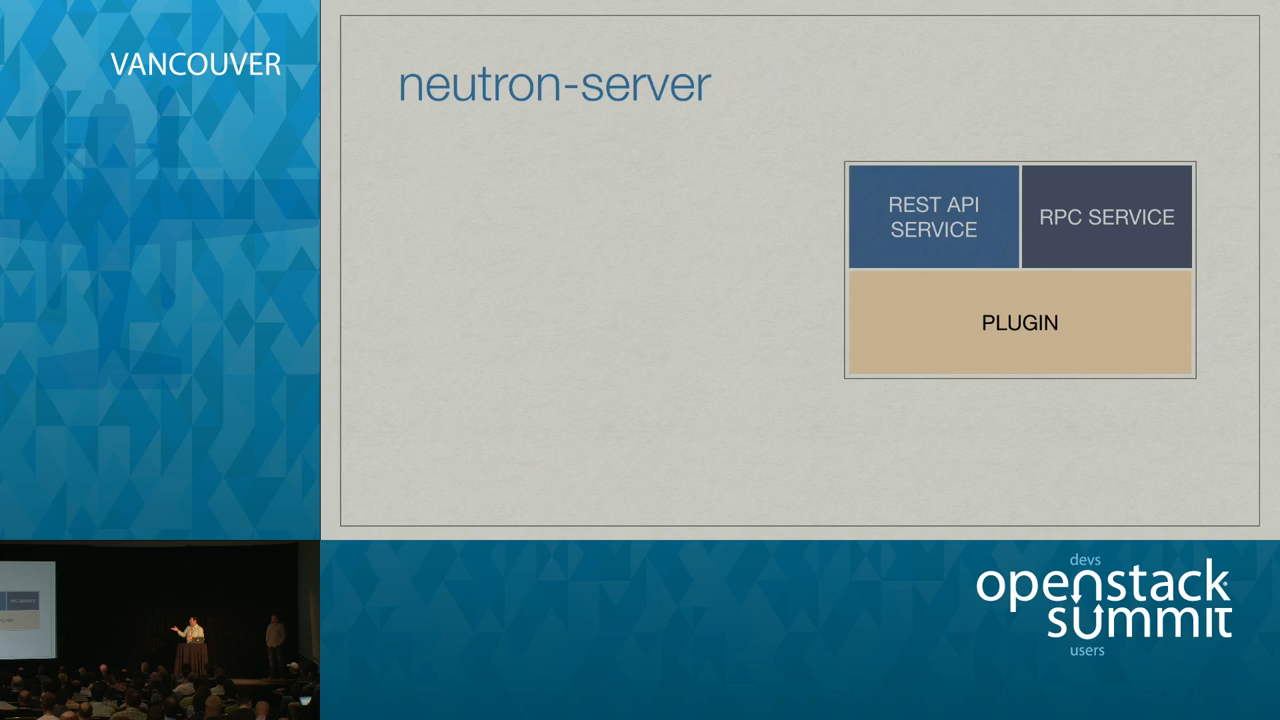 VANCOUVER
neutron-server
REST API
SERVICE
RPC SERVICE
PLUGIN
devs
openstack
summit
users